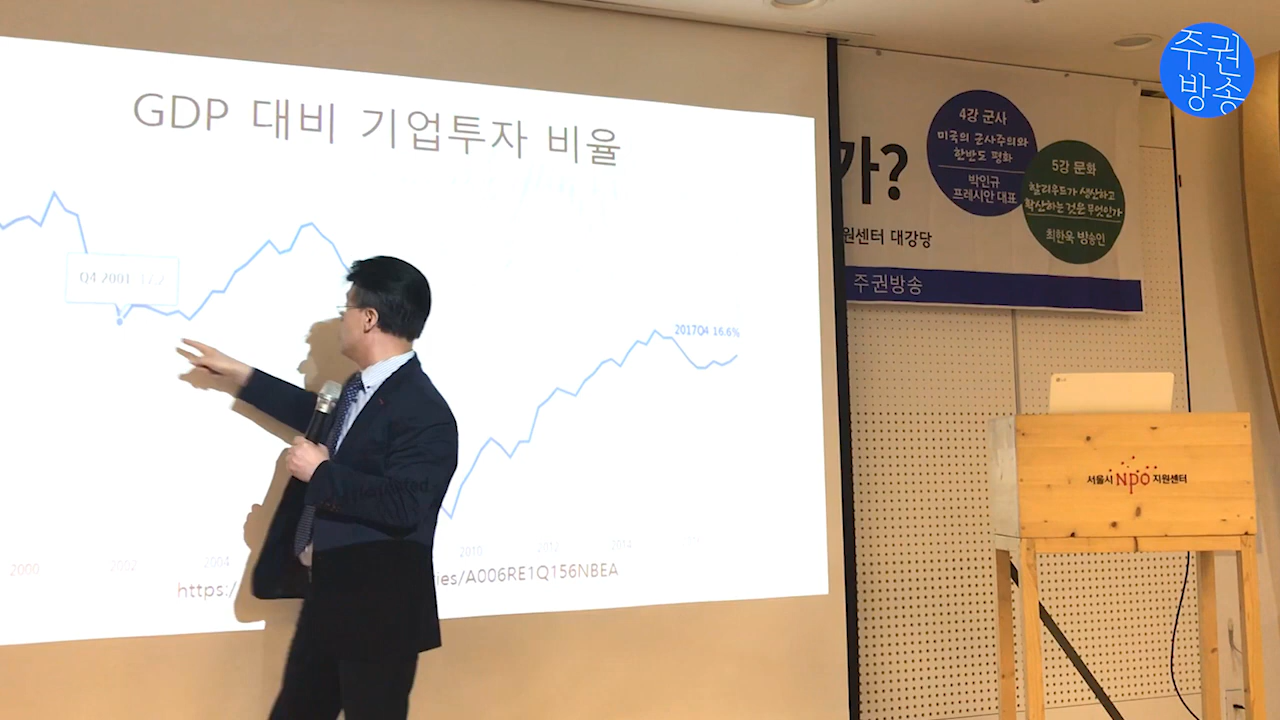 GDP 대비 기업투자 비율
Q4 2001
2017Q4 16.6%
2000
2002
2004
2010
2012
2014
https:/
ies/A006RE1Q156NBEA
가?
원센터 대강당
주권방송
4강 군사
미국의 군사주의와
한반도 평화
박인규
프레시안 대표
5강 문화
할리우드가 생산하고
확산하는 것은 무엇인가
최한욱 방송인
주권
방송
서울시 npo 지원센터
LG